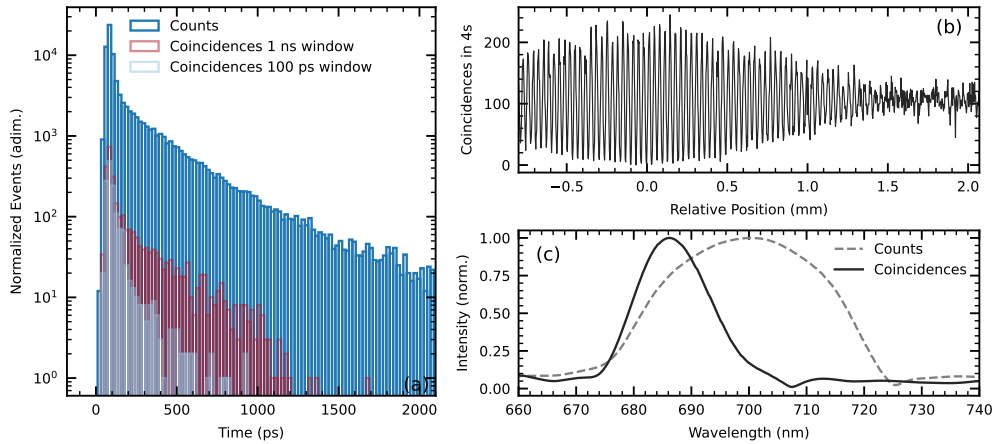 Counts
Coincidences 1 ns window
Coincidences 100 ps window
10⁴
10³
10²
10¹
10⁰
Normalized Events (adim.)
0 500 1000 1500 2000
Time (ps)
(a)
(b)
200
100
0
Coincidences in 4s
−0.5 0.0 0.5 1.0 1.5 2.0
Relative Position (mm)
(c)
Counts
Coincidences
1.00
0.75
0.50
0.25
0.00
Intensity (norm.)
660 670 680 690 700 710 720 730 740
Wavelength (nm)